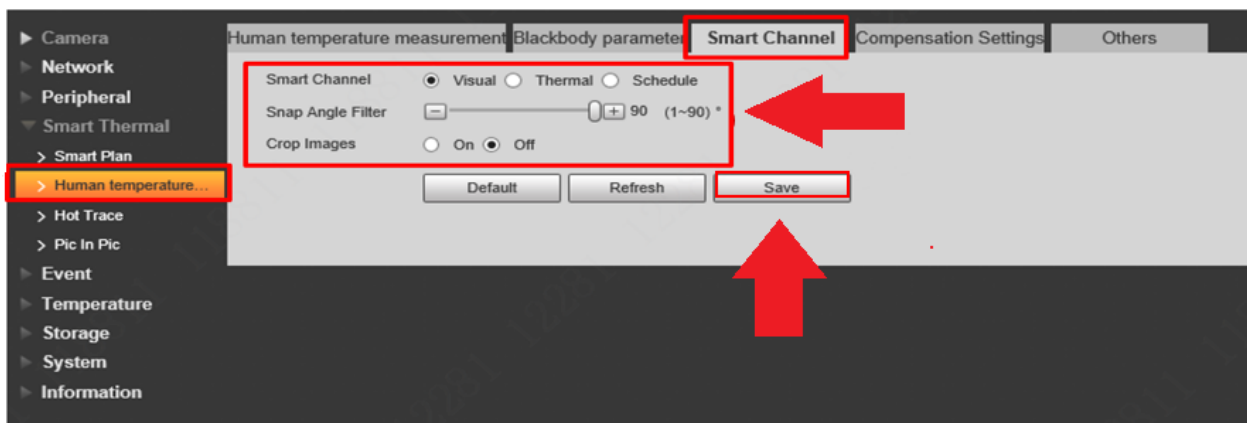 Camera
Network
Peripheral
Smart Thermal
Smart Plan
Human temperature...
Hot Trace
Pic In Pic
Event
Temperature
Storage
System
Information
Human temperature measurement Blackbody parameter Smart Channel Compensation Settings Others
Smart Channel Visual Thermal Schedule
Snap Angle Filter 90 (1~90) °
Crop Images On Off
Default Refresh Save